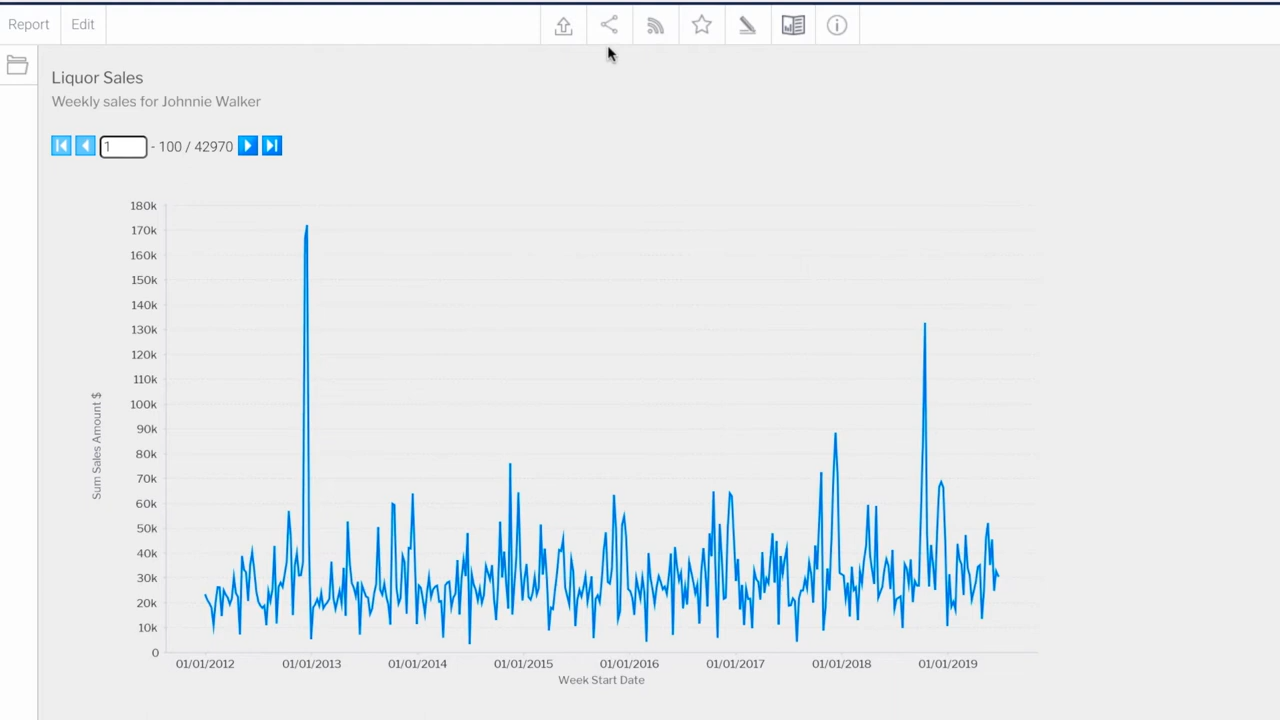 Report Edit
Liquor Sales
Weekly sales for Johnnie Walker
1 - 100 / 42970
180k
170k
160k
150k
140k
130k
120k
110k
100k
90k
80k
70k
60k
50k
40k
30k
20k
10k
0
Sum Sales Amount $
01/01/2012 01/01/2013 01/01/2014 01/01/2015 01/01/2016 01/01/2017 01/01/2018 01/01/2019
Week Start Date